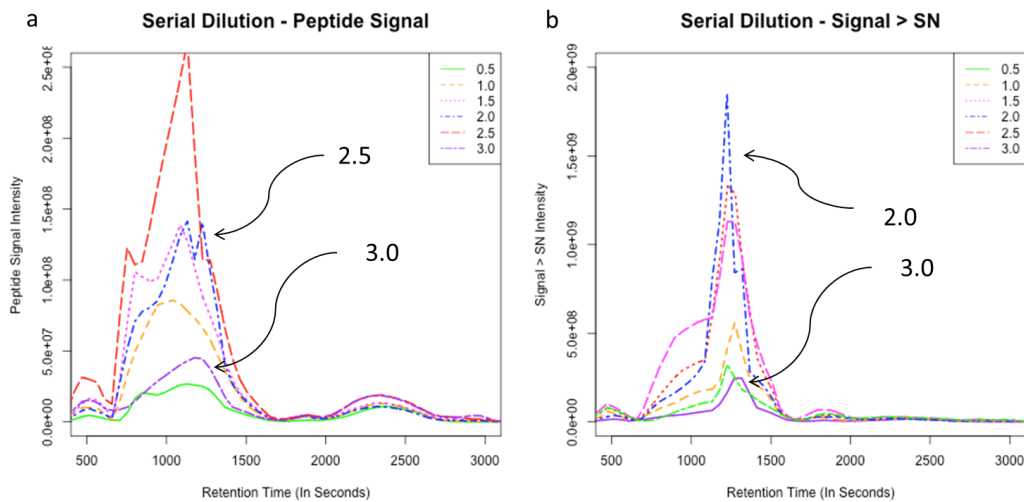 a
Serial Dilution - Peptide Signal
Peptide Signal Intensity
0.0e+00
5.0e+07
1.0e+08
1.5e+08
2.0e+08
0.5
1.0
1.5
2.0
2.5
3.0
2.5
3.0
500 1000 1500 2000 2500 3000
Retention Time (In Seconds)
b
Serial Dilution - Signal > SN
Signal > SN Intensity
0.0e+00
5.0e+08
1.0e+09
1.5e+09
2.0e+09
0.5
1.0
1.5
2.0
2.5
3.0
2.0
3.0
500 1000 1500 2000 2500 3000
Retention Time (In Seconds)